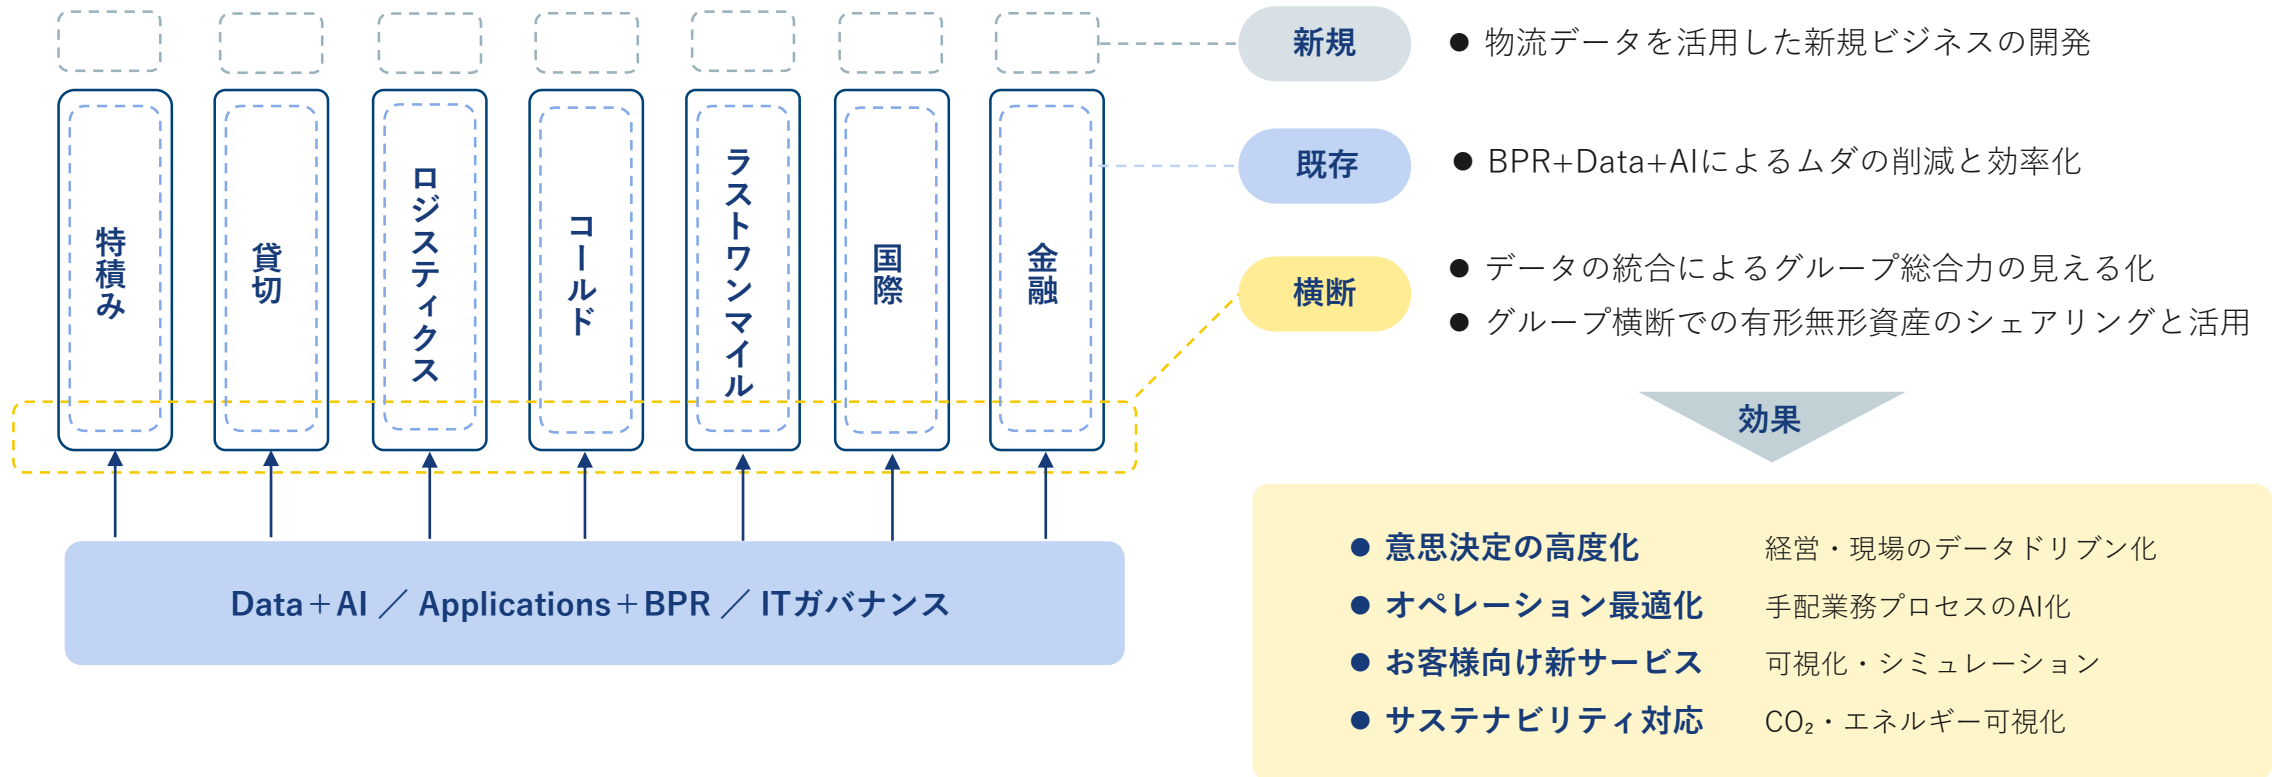 特積み
貸切
ロジスティクス
コールド
ラストワンマイル
国際
金融
Data+AI ／ Applications+BPR ／ ITガバナンス
新規
● 物流データを活用した新規ビジネスの開発
既存
● BPR+Data+AIによるムダの削減と効率化
横断
● データの統合によるグループ総合力の見える化
● グループ横断での有形無形資産のシェアリングと活用
効果
● 意思決定の高度化 経営・現場のデータドリブン化
● オペレーション最適化 手配業務プロセスのAI化
● お客様向け新サービス 可視化・シミュレーション
● サステナビリティ対応 CO₂・エネルギー可視化